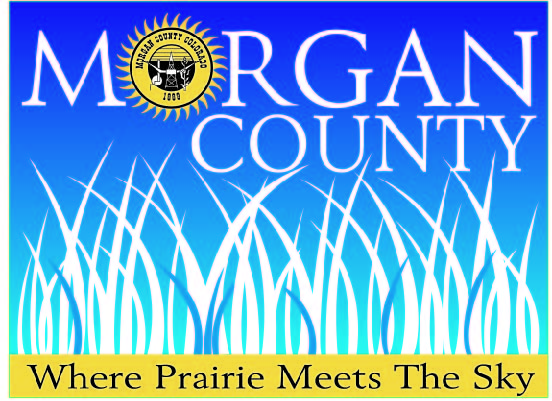 MORGAN
MORGAN COUNTY COLORADO
1889
COUNTY
Where Prairie Meets The Sky